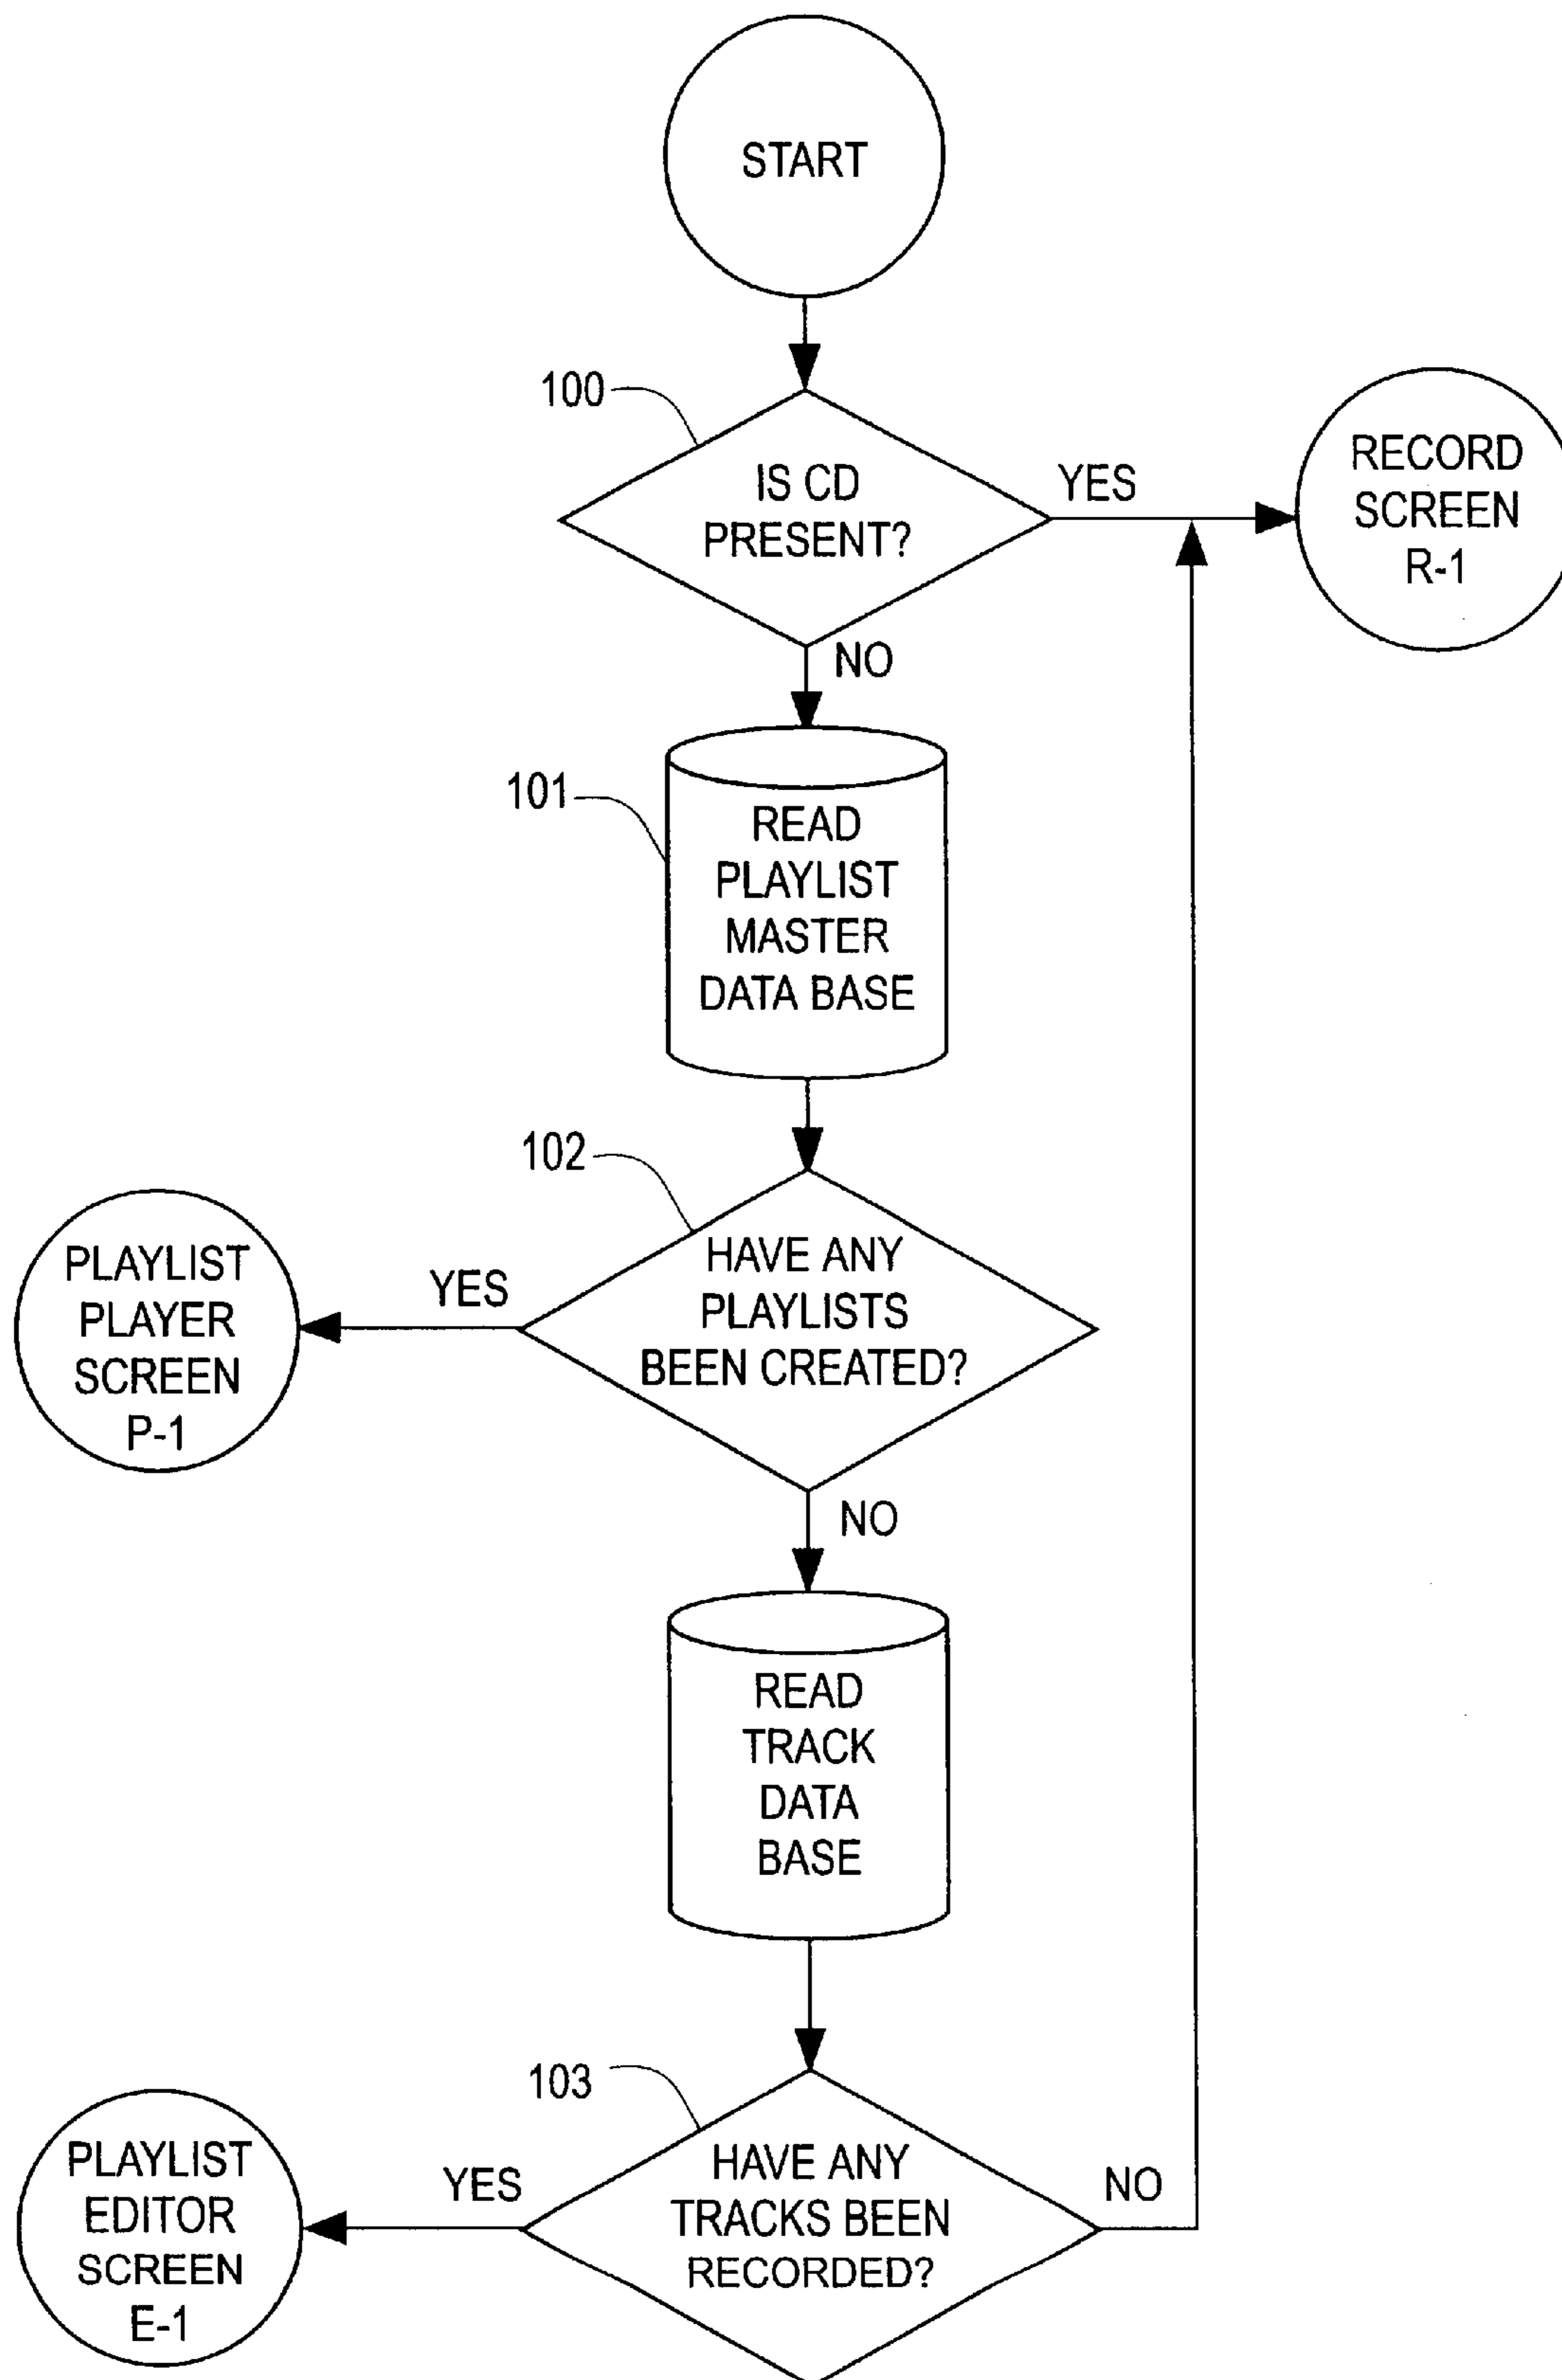 START
100
IS CD
PRESENT?
YES
RECORD
SCREEN
R-1
NO
101
READ
PLAYLIST
MASTER
DATA BASE
102
HAVE ANY
PLAYLISTS
BEEN CREATED?
YES
PLAYLIST
PLAYER
SCREEN
P-1
NO
READ
TRACK
DATA
BASE
103
HAVE ANY
TRACKS BEEN
RECORDED?
YES
NO
PLAYLIST
EDITOR
SCREEN
E-1